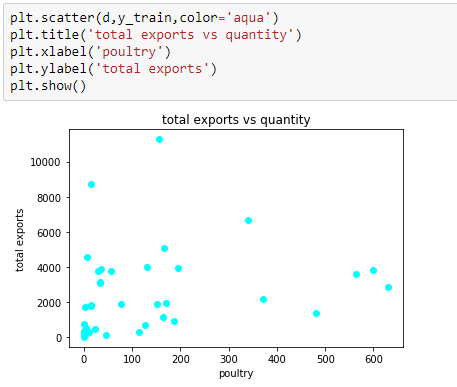 plt.scatter(d,y_train,color='aqua')
plt.title('total exports vs quantity')
plt.xlabel('poultry')
plt.ylabel('total exports')
plt.show()
total exports vs quantity
total exports
10000
8000
6000
4000
2000
0
0 100 200 300 400 500 600
poultry